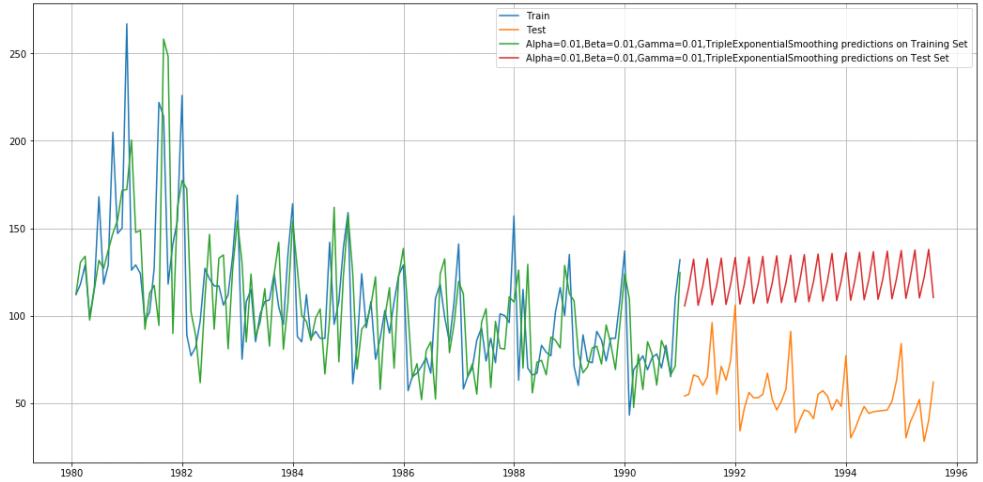 Train
Test
Alpha=0.01,Beta=0.01,Gamma=0.01,TripleExponentialSmoothing predictions on Training Set
Alpha=0.01,Beta=0.01,Gamma=0.01,TripleExponentialSmoothing predictions on Test Set
250
200
150
100
50
1980 1982 1984 1986 1988 1990 1992 1994 1996